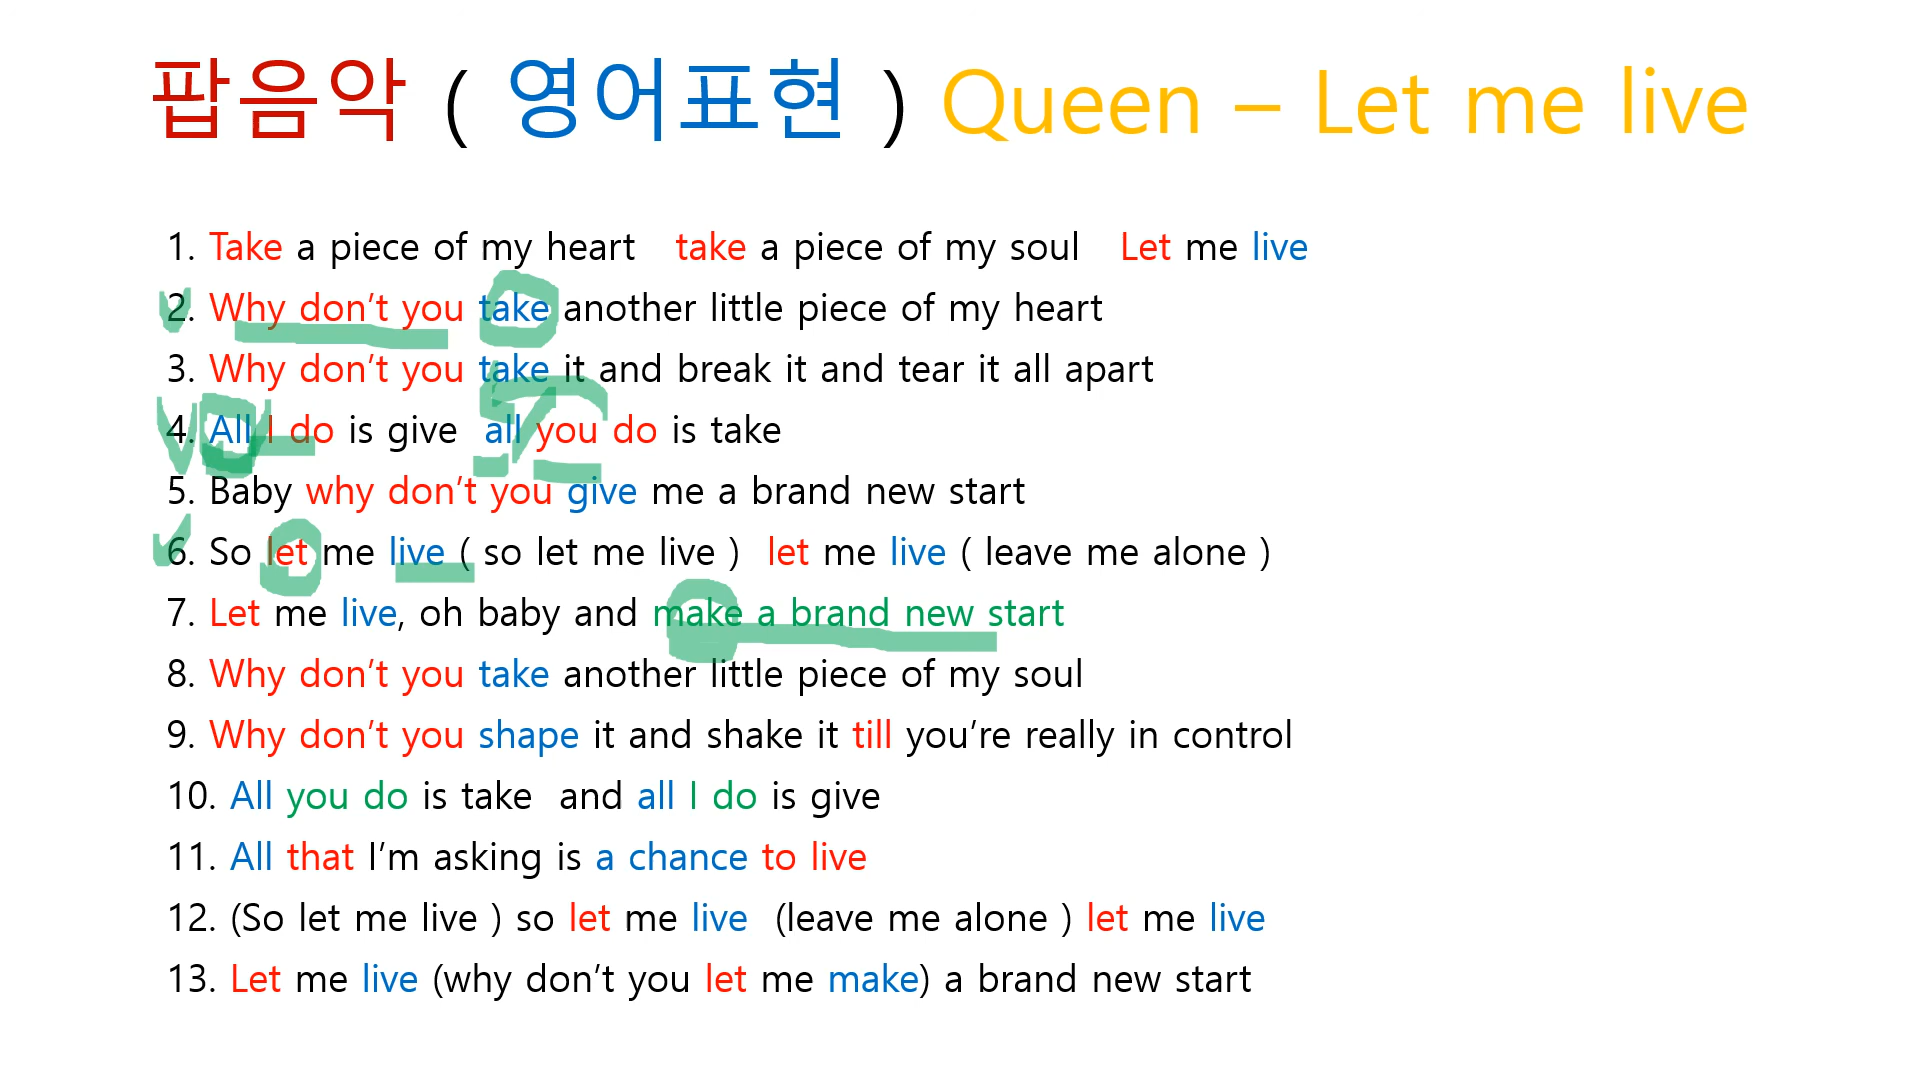 팝음악 ( 영어표현 ) Queen – Let me live
1. Take a piece of my heart take a piece of my soul Let me live
2. Why don't you take another little piece of my heart
3. Why don't you take it and break it and tear it all apart
4. All I do is give all you do is take
5. Baby why don't you give me a brand new start
6. So let me live ( so let me live ) let me live ( leave me alone )
7. Let me live, oh baby and make a brand new start
8. Why don't you take another little piece of my soul
9. Why don't you shape it and shake it till you're really in control
10. All you do is take and all I do is give
11. All that I'm asking is a chance to live
12. (So let me live ) so let me live (leave me alone ) let me live
13. Let me live (why don't you let me make) a brand new start